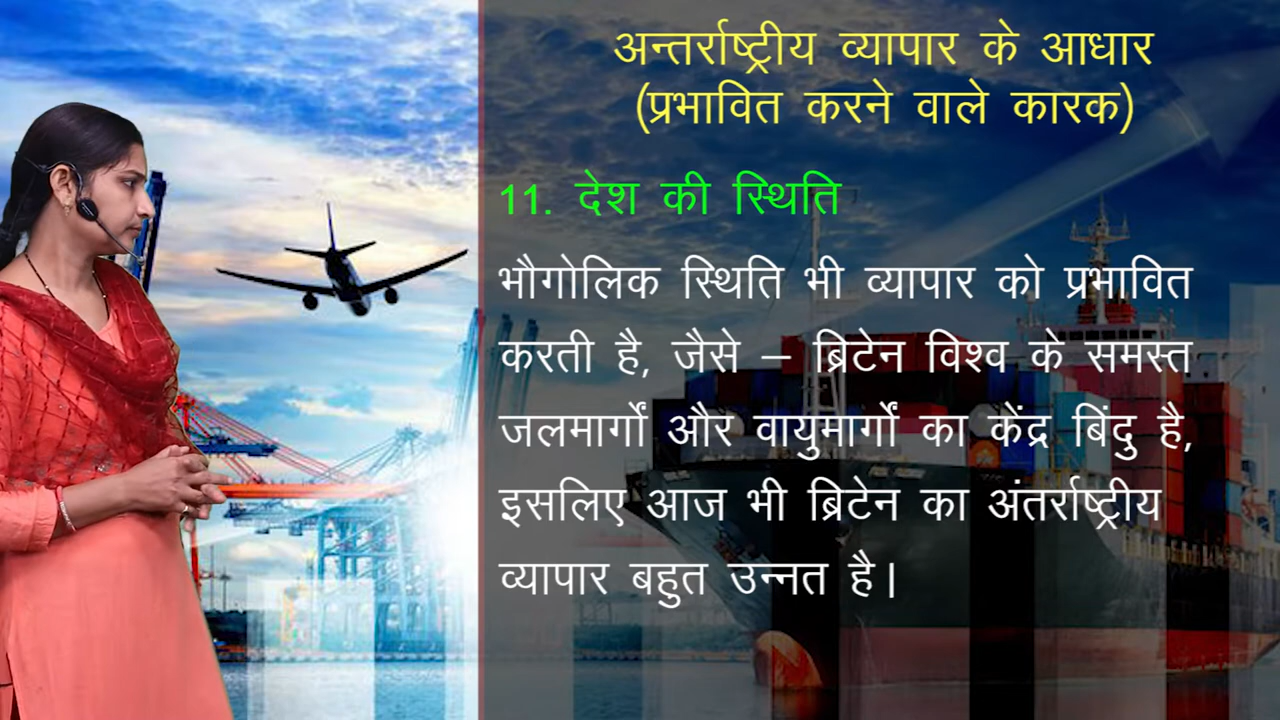 अन्तर्राष्ट्रीय व्यापार के आधार
(प्रभावित करने वाले कारक)
11. देश की स्थिति
भौगोलिक स्थिति भी व्यापार को प्रभावित
करती है, जैसे – ब्रिटेन विश्व के समस्त
जलमार्गों और वायुमार्गों का केंद्र बिंदु है,
इसलिए आज भी ब्रिटेन का अंतर्राष्ट्रीय
व्यापार बहुत उन्नत है।